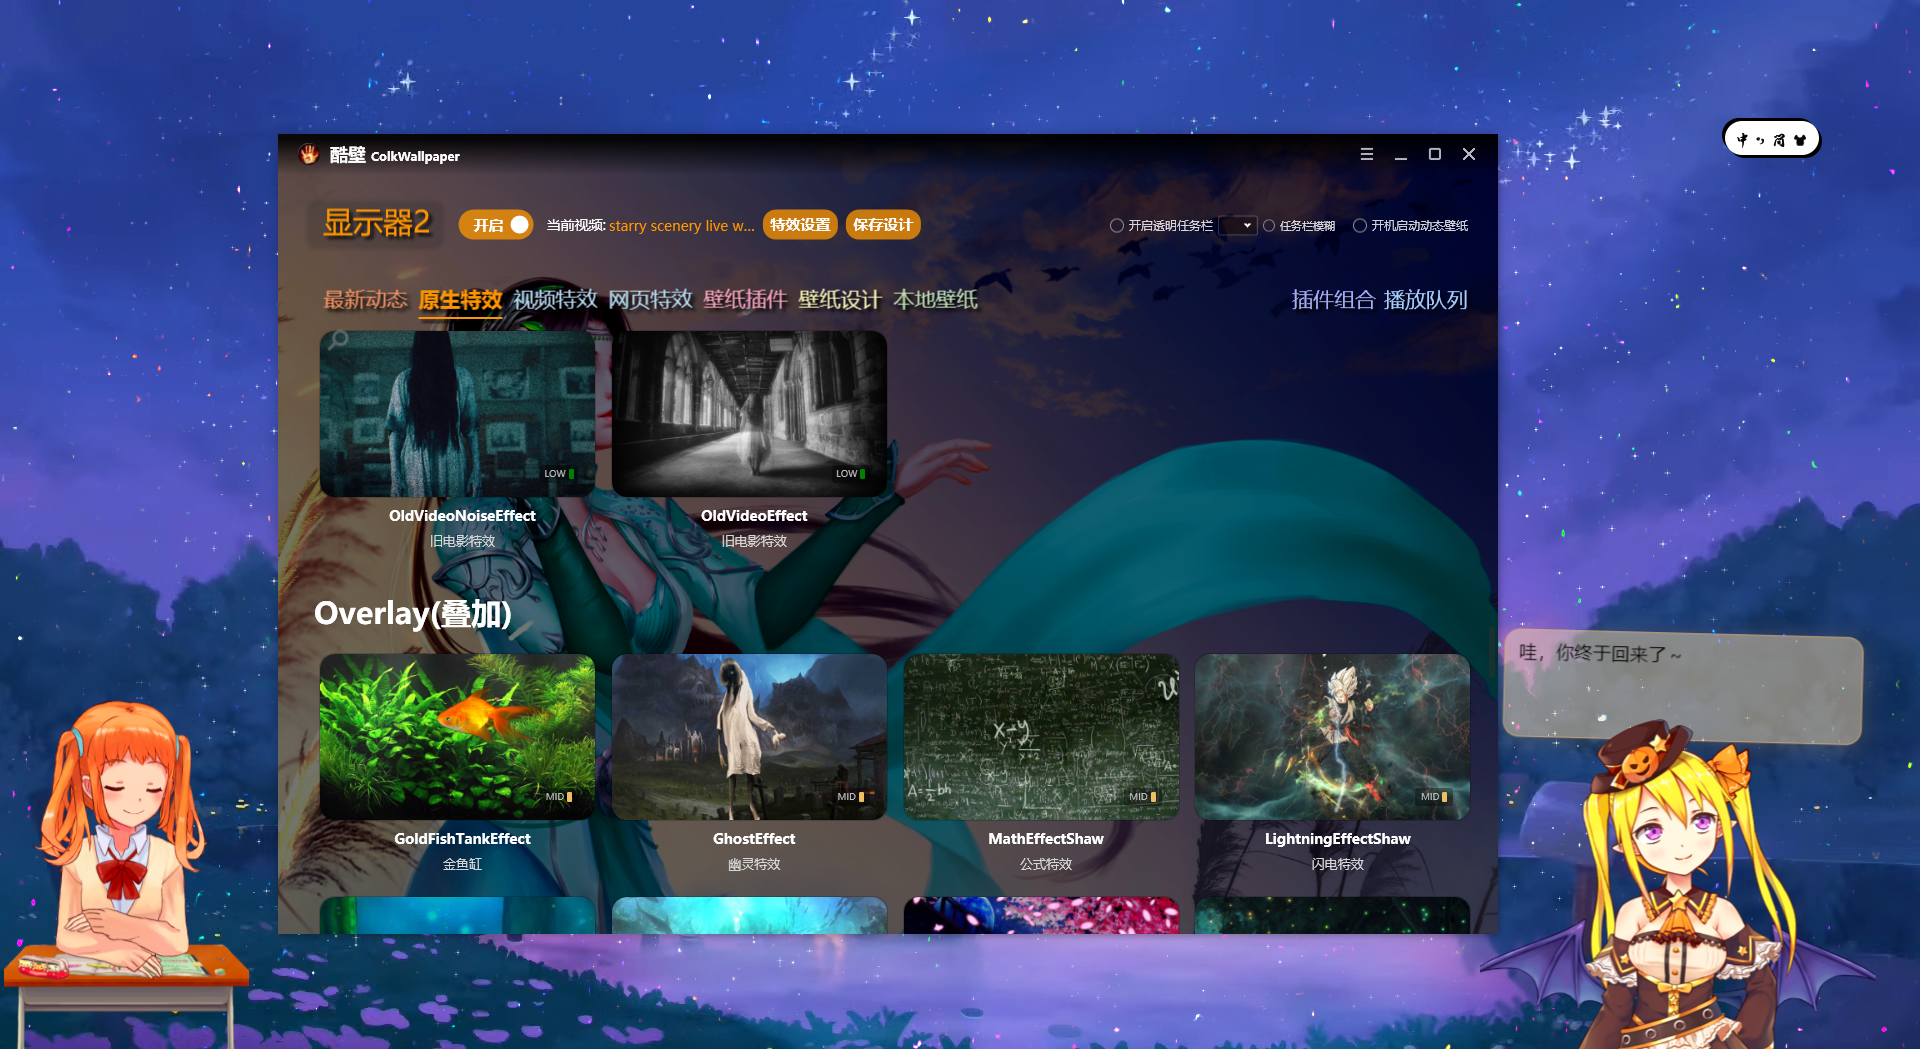 酷壁 ColkWallpaper
中 简
显示器2 开启 当前视频: starry scenery live w... 特效设置 保存设计 开启透明任务栏 任务栏模糊 开机启动动态壁纸
最新动态 原生特效 视频特效 网页特效 壁纸插件 壁纸设计 本地壁纸 插件组合 播放队列
LOW LOW
OldVideoNoiseEffect OldVideoEffect
旧电影特效 旧电影特效
Overlay(叠加)
哇，你终于回来了~
x+y
MID MID MID MID
GoldFishTankEffect GhostEffect MathEffectShaw LightningEffectShaw
金鱼缸 幽灵特效 公式特效 闪电特效